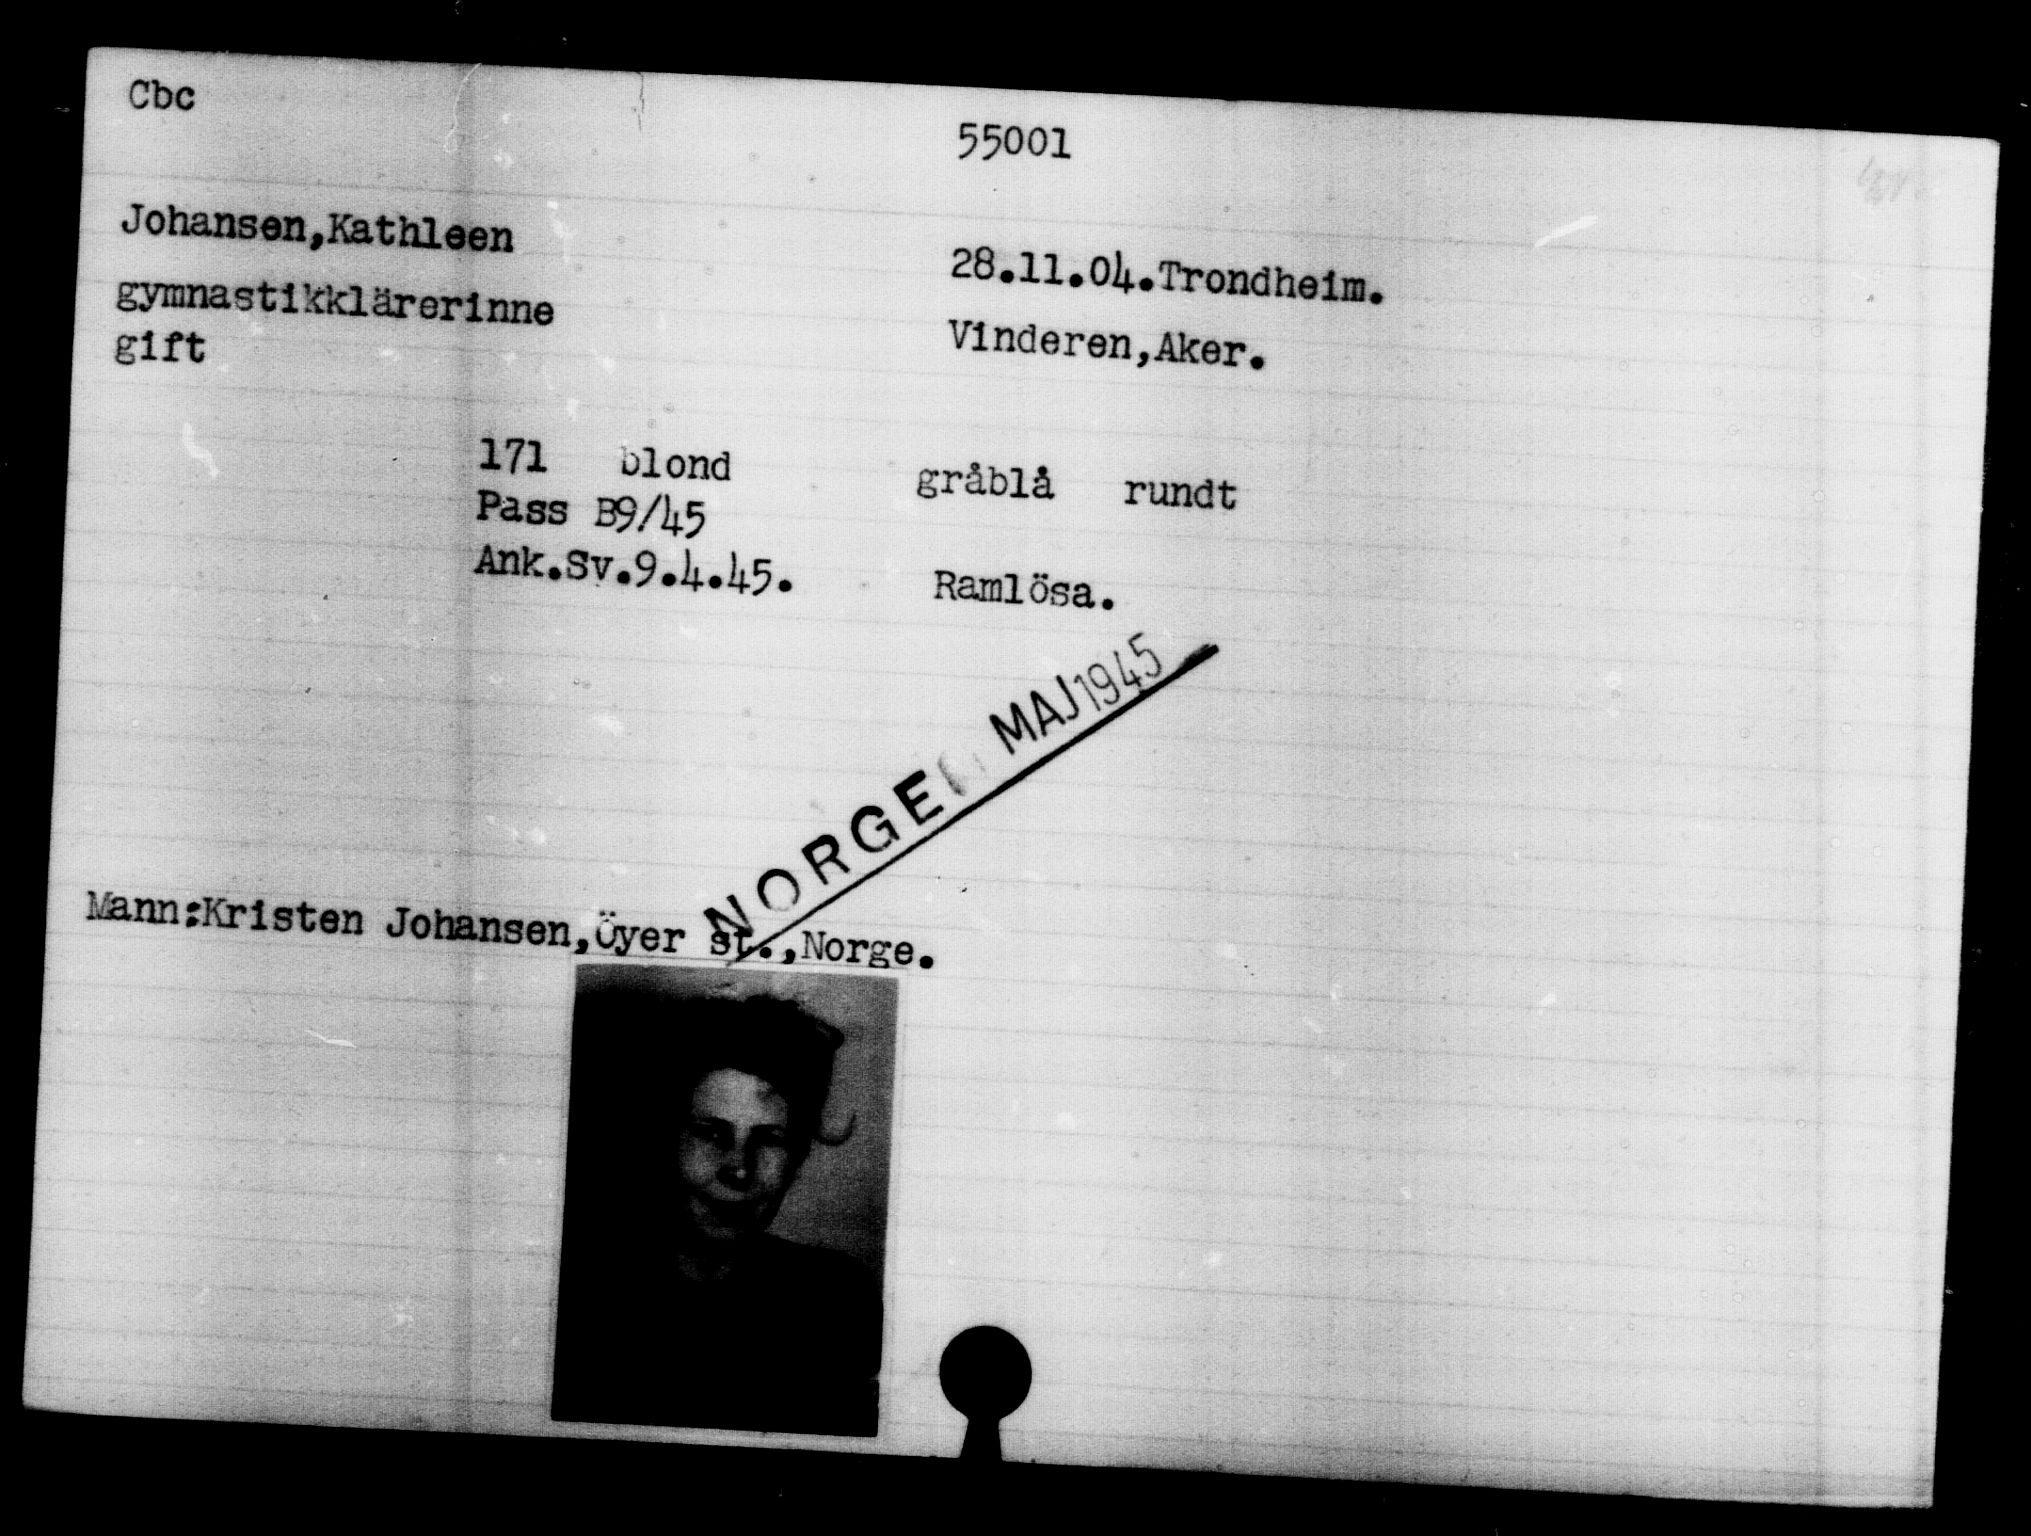 Cbc
55001
Johansen,Kathleen
28.11.04.Trondheim.
gymnastikklärerinne
Vinderen,Aker.
gift
171 blond gråblå rundt
Pass B9/45
Ank.Sv.9.4.45. Ramlösa.
NORGE MAJ 1945
Mann:Kristen Johansen,Öyer st.,Norge.